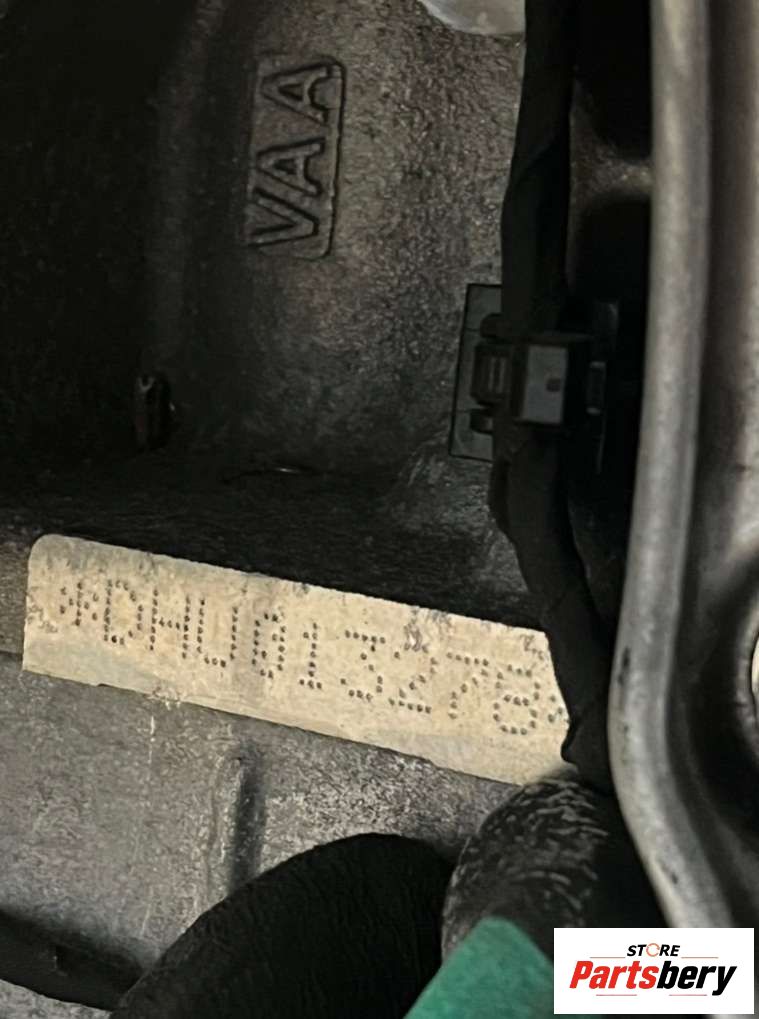 VAA
*DHU013278*
STORE
Partsbery